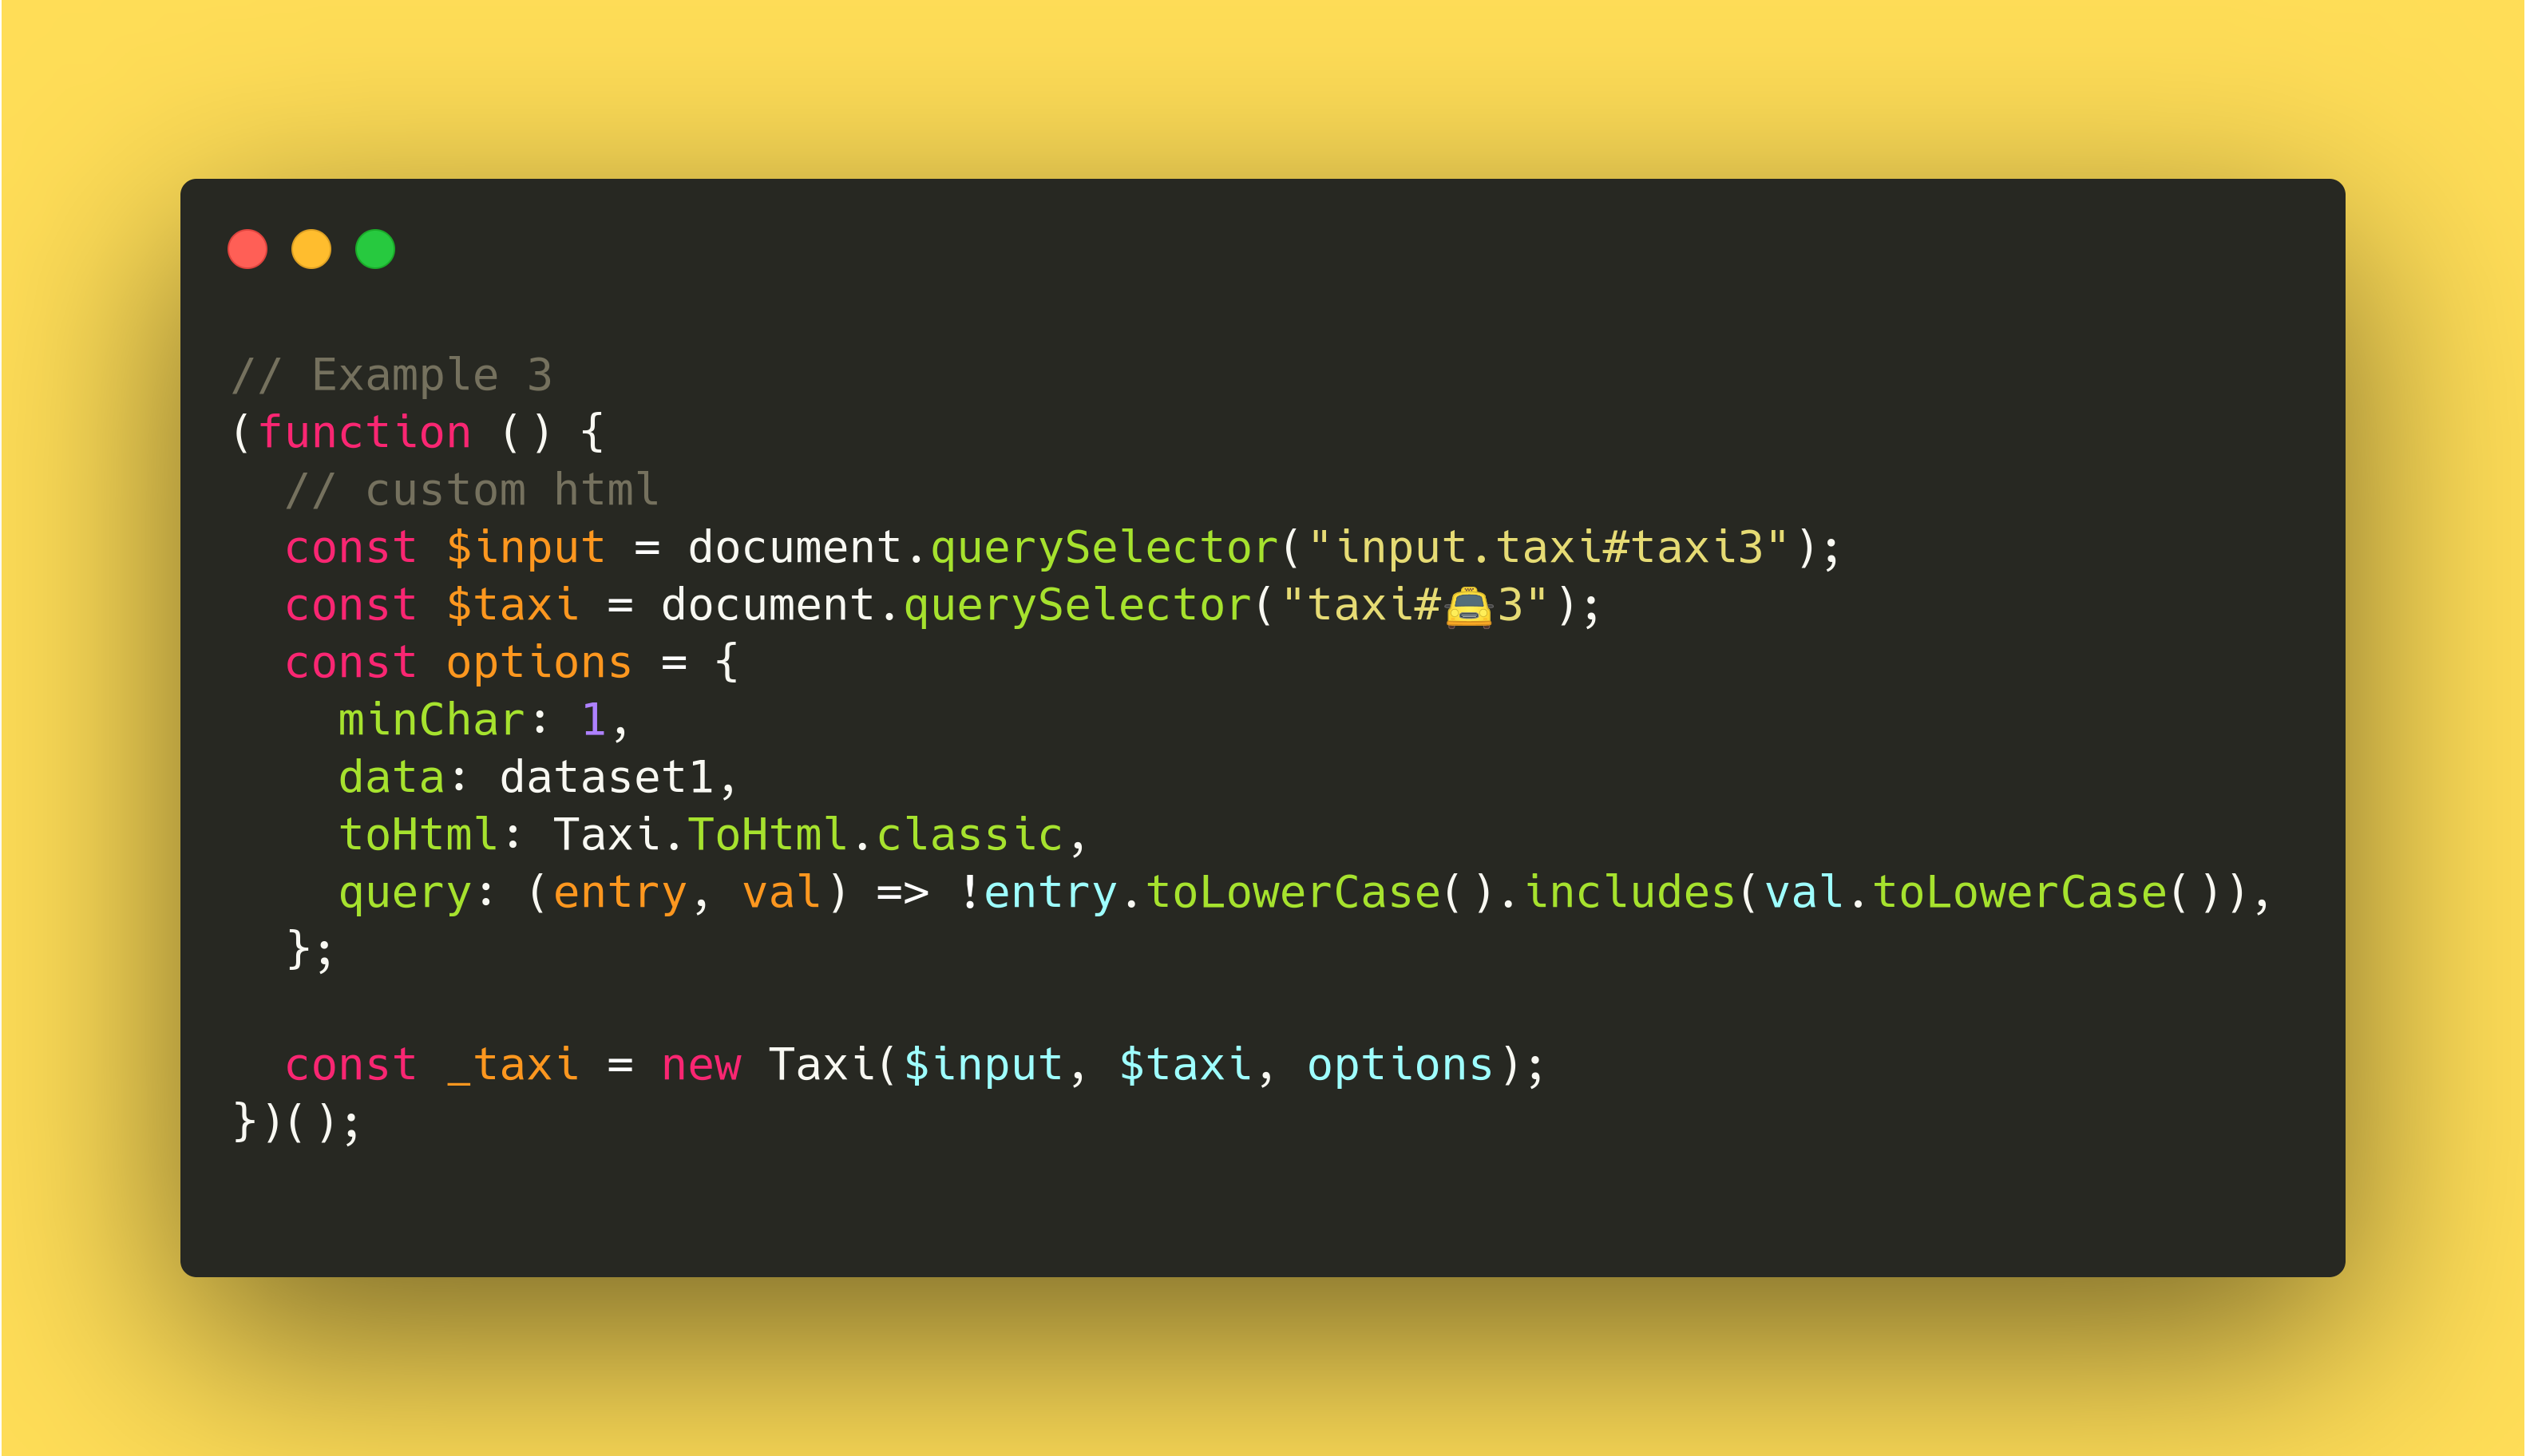 // Example 3
(function () {
  // custom html
  const $input = document.querySelector("input.taxi#taxi3");
  const $taxi = document.querySelector("taxi#🚖3");
  const options = {
    minChar: 1,
    data: dataset1,
    toHtml: Taxi.ToHtml.classic,
    query: (entry, val) => !entry.toLowerCase().includes(val.toLowerCase()),
  };

  const _taxi = new Taxi($input, $taxi, options);
})();